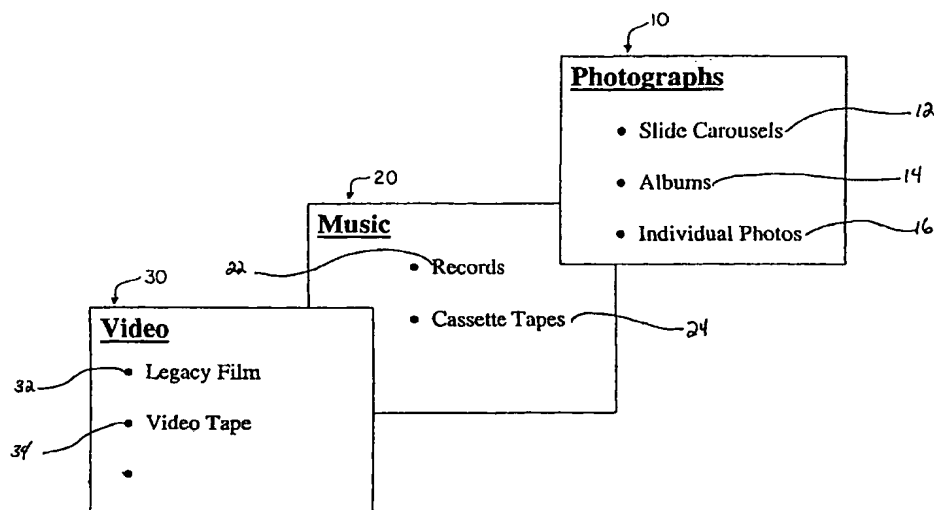 10
Photographs
• Slide Carousels 12
• Albums 14
• Individual Photos 16
20
Music
22 • Records
• Cassette Tapes 24
30
Video
32 • Legacy Film
34 • Video Tape
•